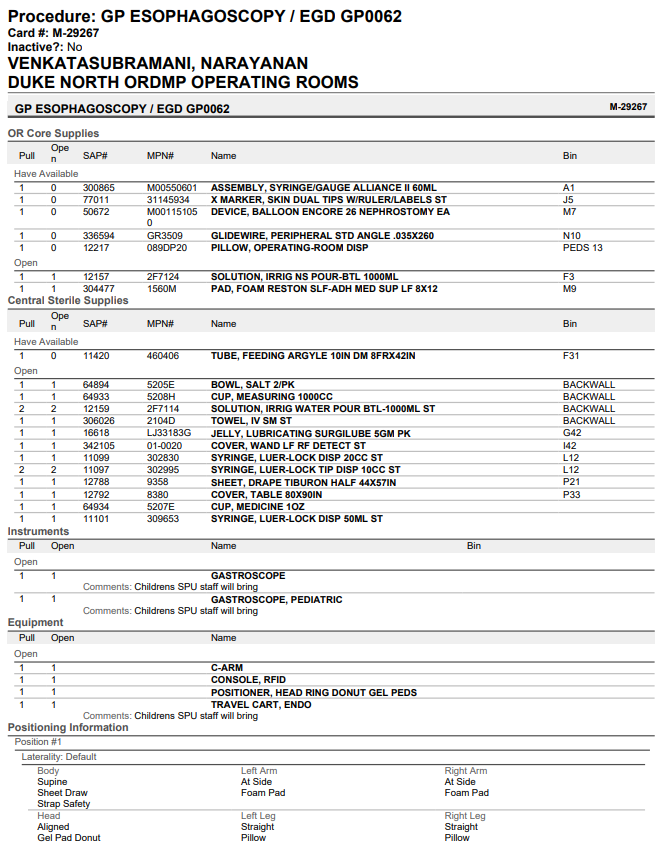 Procedure: GP ESOPHAGOSCOPY / EGD GP0062
Card #: M-29267
Inactive?: No
VENKATASUBRAMANI, NARAYANAN
DUKE NORTH ORDMP OPERATING ROOMS
GP ESOPHAGOSCOPY / EGD GP0062 M-29267
OR Core Supplies
Pull Ope n SAP# MPN# Name Bin
Have Available
1 0 300865 M00550601 ASSEMBLY, SYRINGE/GAUGE ALLIANCE II 60ML A1
1 0 77011 31145934 X MARKER, SKIN DUAL TIPS W/RULER/LABELS ST J5
1 0 50672 M00115105 0 DEVICE, BALLOON ENCORE 26 NEPHROSTOMY EA M7
1 0 336594 GR3509 GLIDEWIRE, PERIPHERAL STD ANGLE .035X260 N10
1 0 12217 089DP20 PILLOW, OPERATING-ROOM DISP PEDS 13
Open
1 1 12157 2F7124 SOLUTION, IRRIG NS POUR-BTL 1000ML F3
1 1 304477 1560M PAD, FOAM RESTON SLF-ADH MED SUP LF 8X12 M9
Central Sterile Supplies
Pull Ope n SAP# MPN# Name Bin
Have Available
1 0 11420 460406 TUBE, FEEDING ARGYLE 10IN DM 8FRX42IN F31
Open
1 1 64894 5205E BOWL, SALT 2/PK BACKWALL
1 1 64933 5208H CUP, MEASURING 1000CC BACKWALL
2 2 12159 2F7114 SOLUTION, IRRIG WATER POUR BTL-1000ML ST BACKWALL
1 1 306026 2104D TOWEL, IV SM ST BACKWALL
1 1 16618 LJ33183G JELLY, LUBRICATING SURGILUBE 5GM PK G42
1 1 342105 01-0020 COVER, WAND LF RF DETECT ST I42
1 1 11099 302830 SYRINGE, LUER-LOCK DISP 20CC ST L12
2 2 11097 302995 SYRINGE, LUER-LOCK TIP DISP 10CC ST L12
1 1 12788 9358 SHEET, DRAPE TIBURON HALF 44X57IN P21
1 1 12792 8380 COVER, TABLE 80X90IN P33
1 1 64934 5207E CUP, MEDICINE 1OZ
1 1 11101 309653 SYRINGE, LUER-LOCK DISP 50ML ST
Instruments
Pull Open Name Bin
Open
1 1 GASTROSCOPE
Comments: Childrens SPU staff will bring
1 1 GASTROSCOPE, PEDIATRIC
Comments: Childrens SPU staff will bring
Equipment
Pull Open Name
Open
1 1 C-ARM
1 1 CONSOLE, RFID
1 1 POSITIONER, HEAD RING DONUT GEL PEDS
1 1 TRAVEL CART, ENDO
Comments: Childrens SPU staff will bring
Positioning Information
Position #1
Laterality: Default
Body Left Arm Right Arm
Supine At Side At Side
Sheet Draw Foam Pad Foam Pad
Strap Safety
Head Left Leg Right Leg
Aligned Straight Straight
Gel Pad Donut Pillow Pillow